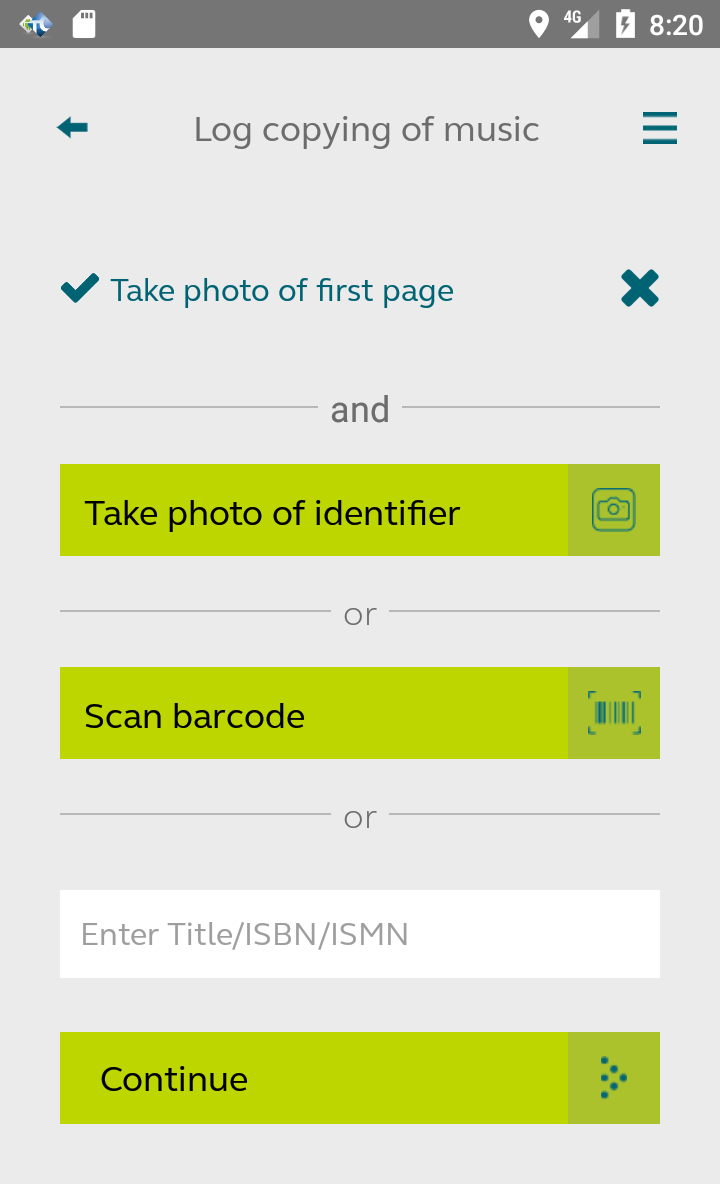 4G 8:20
Log copying of music
Take photo of first page
and
Take photo of identifier
or
Scan barcode
or
Enter Title/ISBN/ISMN
Continue